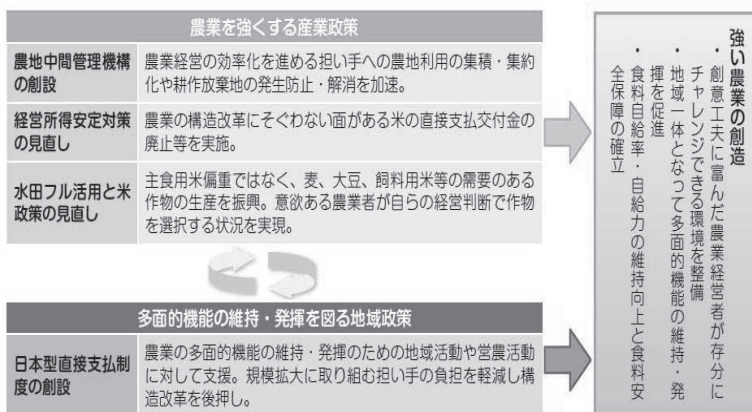 農業を強くする産業政策
農地中間管理機構
の創設
農業経営の効率化を進める担い手への農地利用の集積・集約
化や耕作放棄地の発生防止・解消を加速。
経営所得安定対策
の見直し
農業の構造改革にそぐわない面がある米の直接支払交付金の
廃止等を実施。
水田フル活用と米
政策の見直し
主食用米偏重ではなく、麦、大豆、飼料用米等の需要のある
作物の生産を振興。意欲ある農業者が自らの経営判断で作物
を選択する状況を実現。
多面的機能の維持・発揮を図る地域政策
日本型直接支払制
度の創設
農業の多面的機能の維持・発揮のための地域活動や営農活動
に対して支援。規模拡大に取り組む担い手の負担を軽減し構
造改革を後押し。
強い農業の創造
・創意工夫に富んだ農業経営者が存分に
チャレンジできる環境を整備
・地域一体となって多面的機能の維持・発
揮を促進
・食料自給率・自給力の維持向上と食料安
全保障の確立